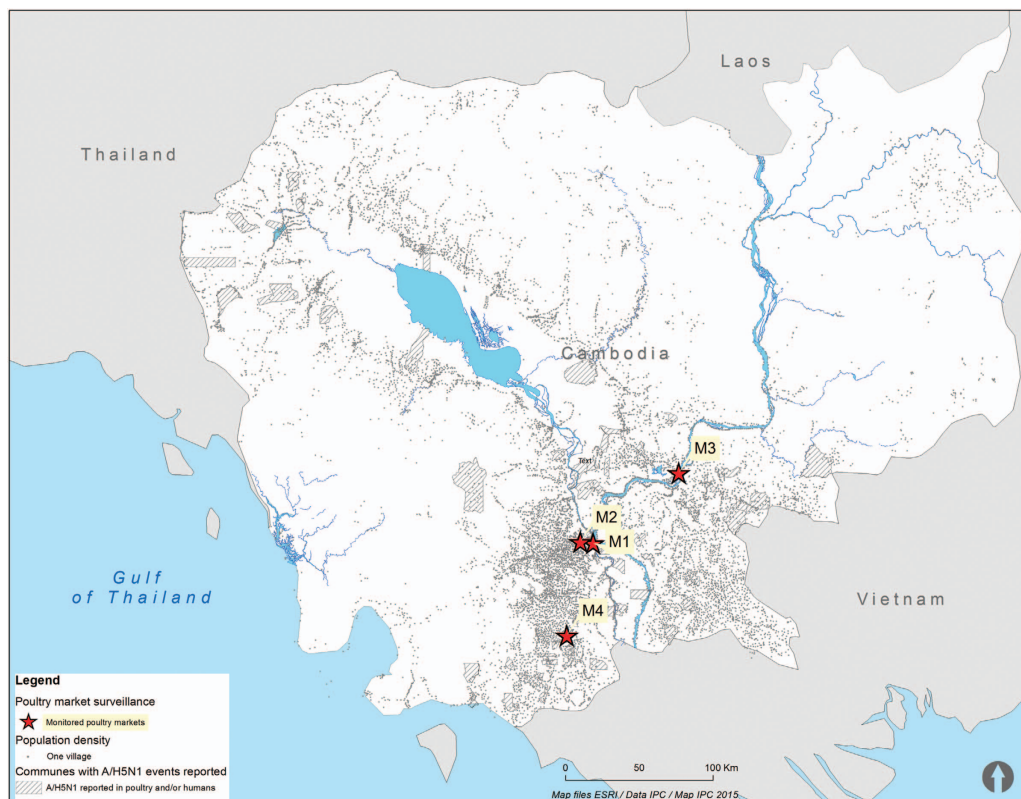 Laos
Thailand
Cambodia
M3
Text
M2
M1
Gulf
of Thailand
M4
Vietnam
Legend
Poultry market surveillance
Monitored poultry markets
Population density
One village
Communes with A/H5N1 events reported
A/H5N1 reported in poultry and/or humans
0 50 100 Km
Map files ESRI / Data IPC / Map IPC 2015